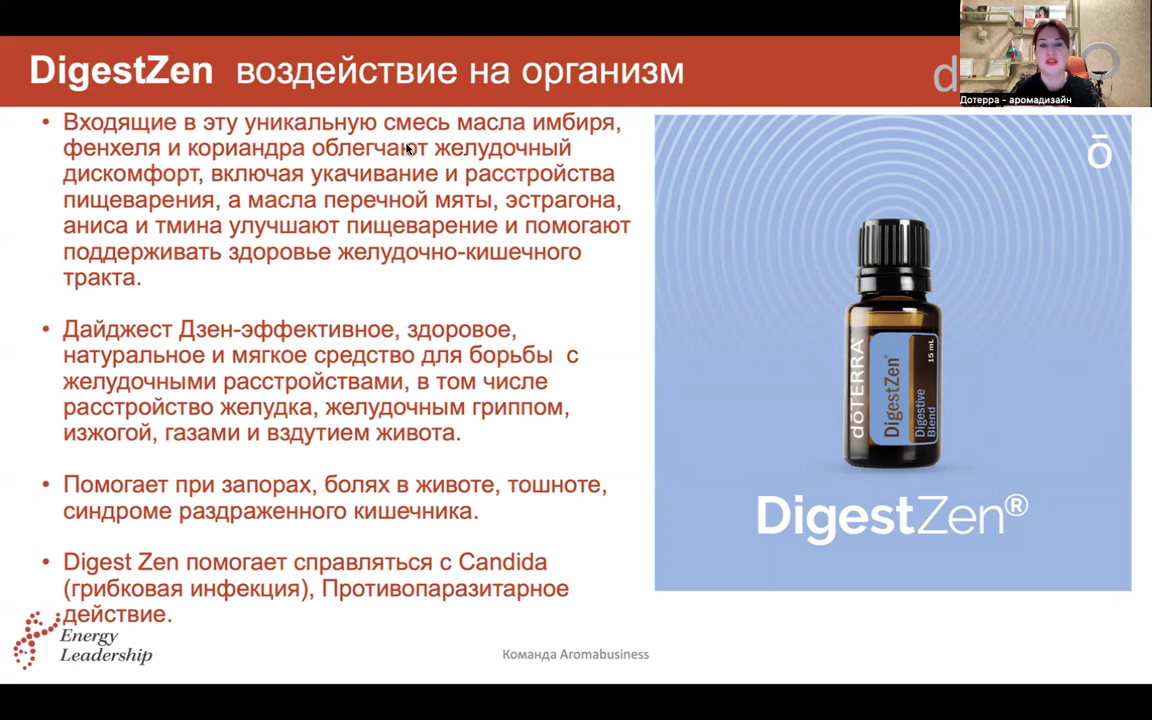 DigestZen воздействие на организм
d
Дотерра - аромадизайн
• Входящие в эту уникальную смесь масла имбиря,
фенхеля и кориандра облегчают желудочный
дискомфорт, включая укачивание и расстройства
пищеварения, а масла перечной мяты, эстрагона,
аниса и тмина улучшают пищеварение и помогают
поддерживать здоровье желудочно-кишечного
тракта.
• Дайджест Дзен-эффективное, здоровое,
натуральное и мягкое средство для борьбы с
желудочными расстройствами, в том числе
расстройство желудка, желудочным гриппом,
изжогой, газами и вздутием живота.
• Помогает при запорах, болях в животе, тошноте,
синдроме раздраженного кишечника.
• Digest Zen помогает справляться с Candida
(грибковая инфекция), Противопаразитарное
действие.
ō
dōTERRA
DigestZen®
Digestive
Blend
15 mL
DigestZen®
Energy
Leadership
Команда Aromabusiness